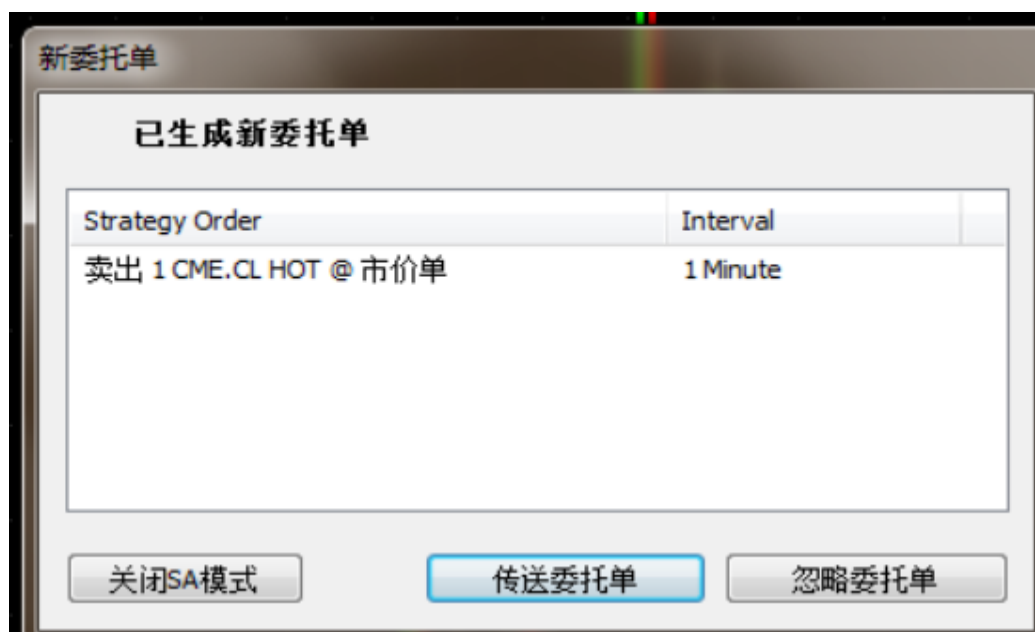 新委托单
已生成新委托单
Strategy Order Interval
卖出 1 CME.CL HOT @ 市价单 1 Minute
关闭SA模式 传送委托单 忽略委托单